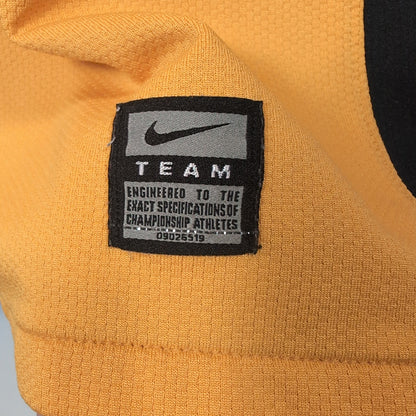 TEAM
ENGINEERED TO THE
EXACT SPECIFICATIONS OF
CHAMPIONSHIP ATHLETES
09026519